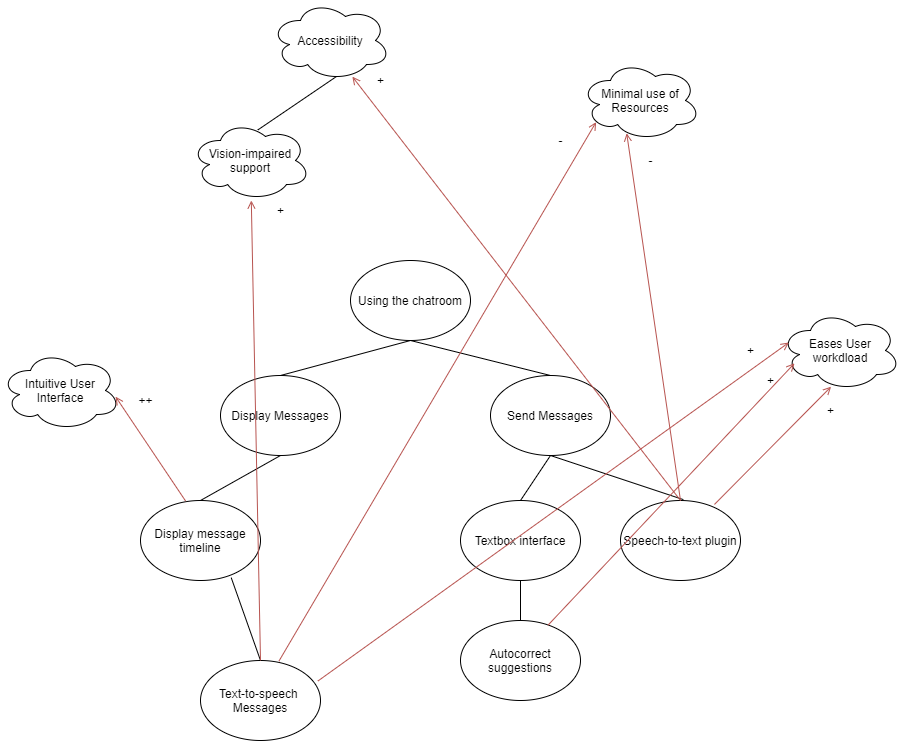 Accessibility
+
Minimal use of
Resources
-
-
Vision-impaired
support
+
Using the chatroom
Eases User
workdload
+
+
+
Intuitive User
Interface
++
Display Messages
Send Messages
Display message
timeline
Textbox interface
Speech-to-text plugin
Autocorrect
suggestions
Text-to-speech
Messages